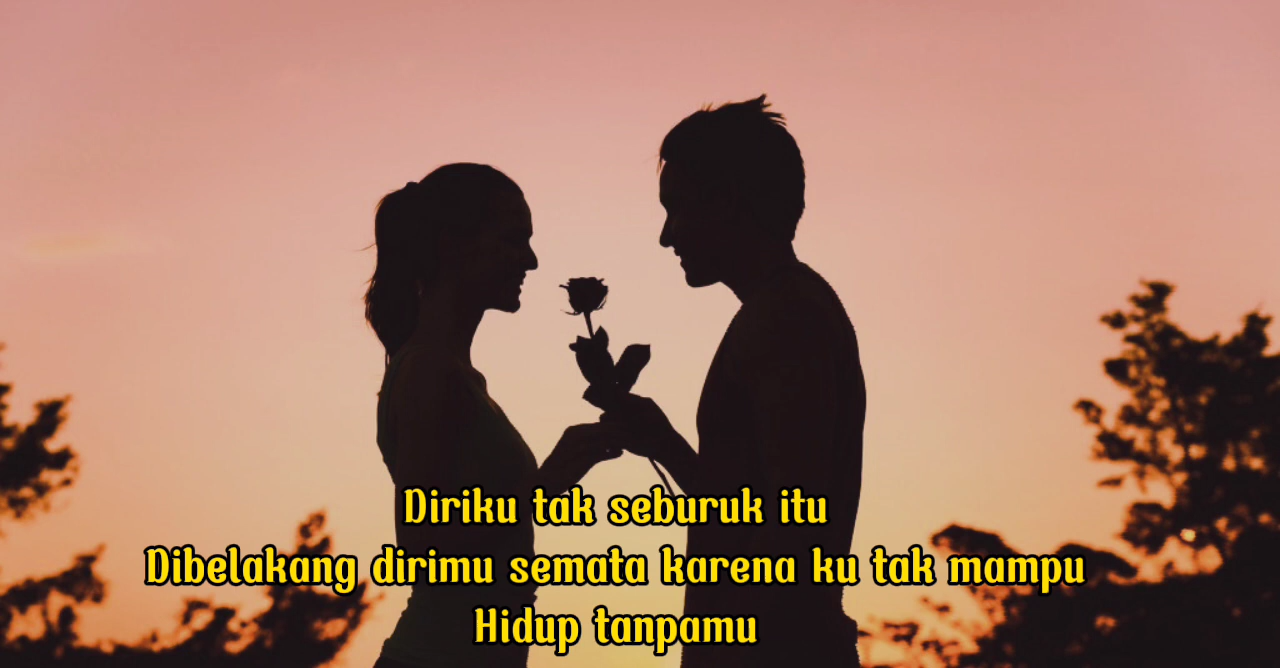 Diriku tak seburuk itu
Dibelakang dirimu semata karena ku tak mampu
Hidup tanpamu